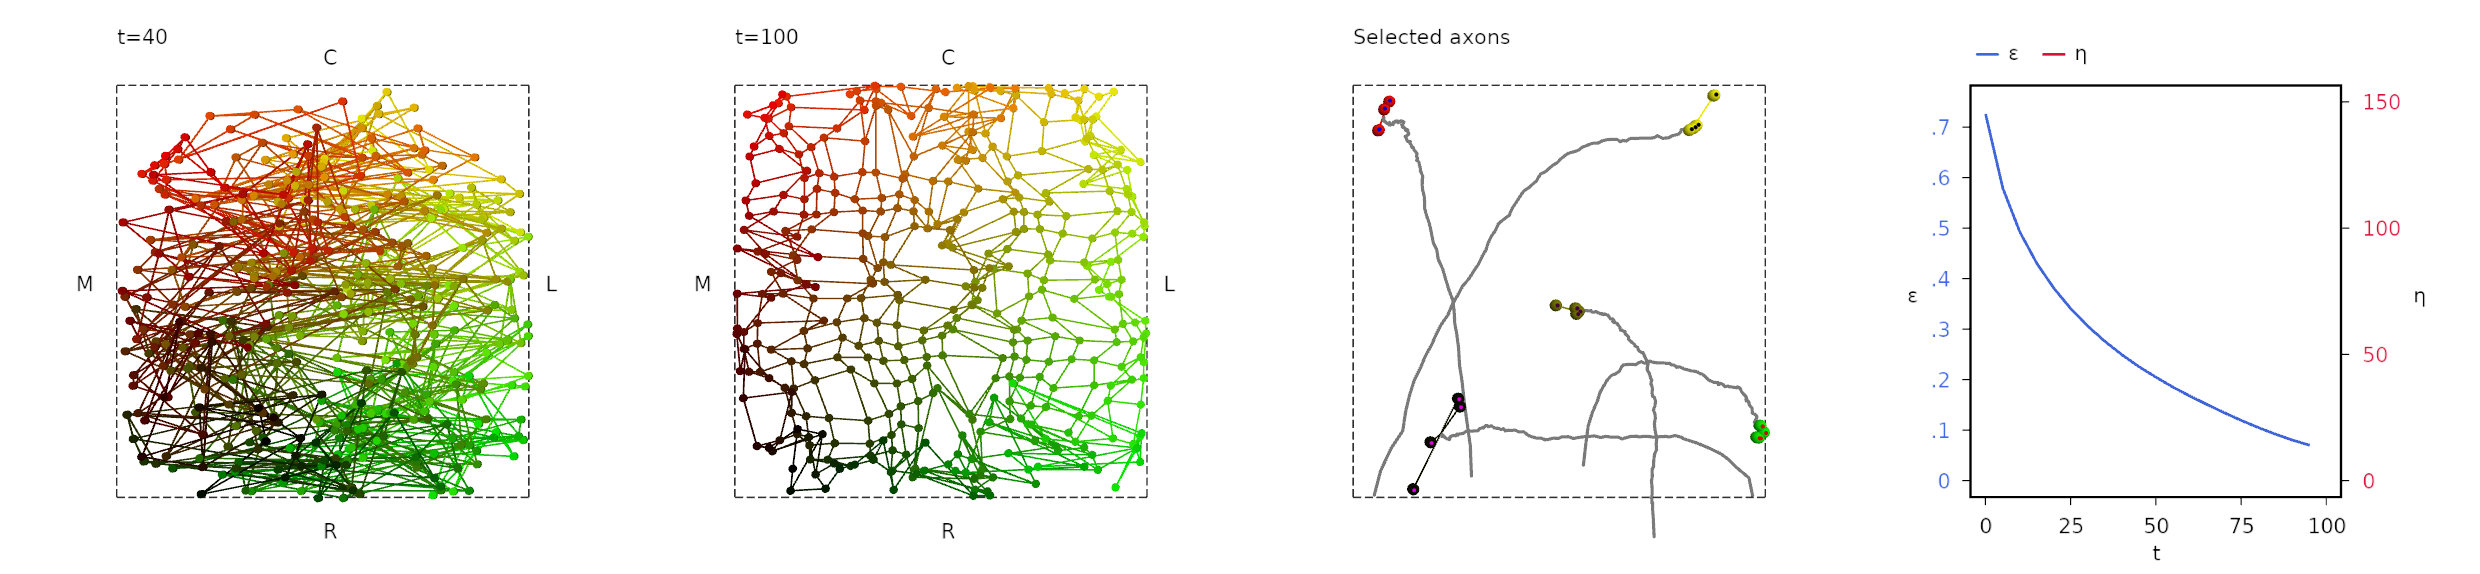 t=40
C
M
L
R
t=100
C
M
L
R
Selected axons
ε
η
.7
.6
.5
.4
.3
.2
.1
0
ε
150
100
50
0
η
0
25
50
75
100
t